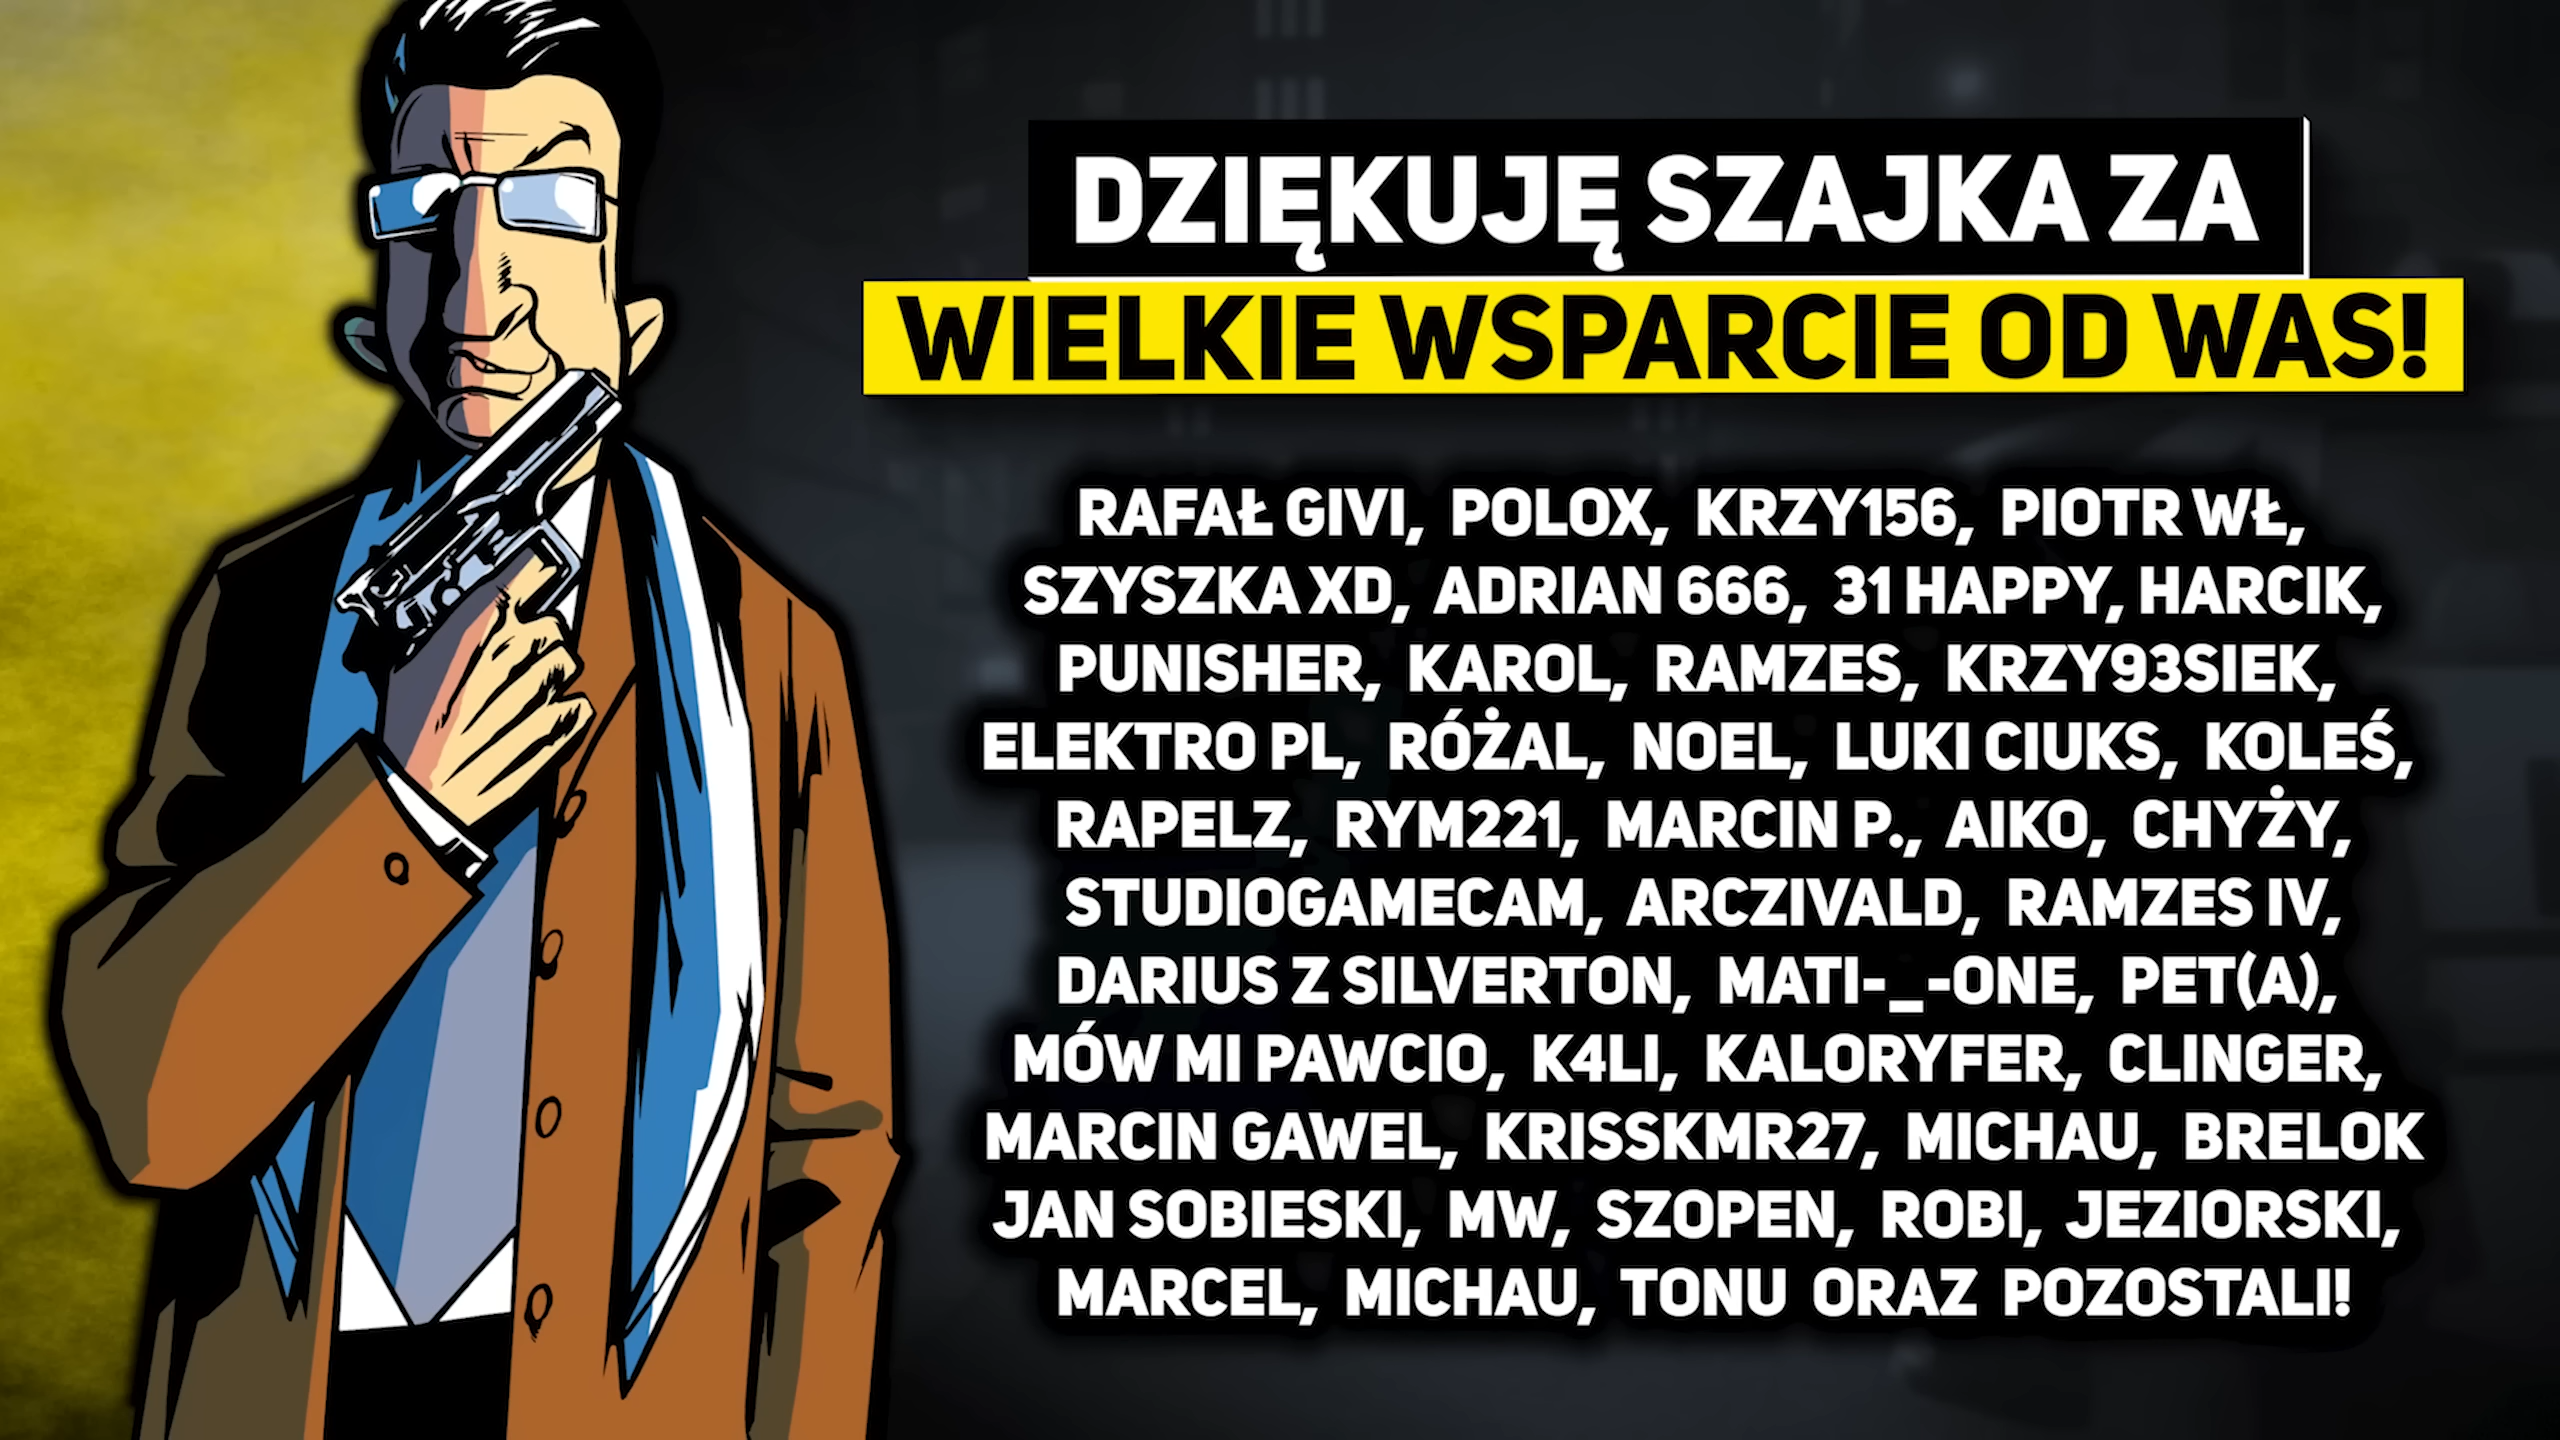 DZIĘKUJĘ SZAJKA ZA
WIELKIE WSPARCIE OD WAS!
RAFAŁ GIVI, POLOX, KRZY156, PIOTR WŁ,
SZYSZKA XD, ADRIAN 666, 31 HAPPY, HARCIK,
PUNISHER, KAROL, RAMZES, KRZY93SIEK,
ELEKTRO PL, RÓŻAL, NOEL, LUKI CIUKS, KOLEŚ,
RAPELZ, RYM221, MARCIN P., AIKO, CHYŻY,
STUDIOGAMECAM, ARCZIVALD, RAMZES IV,
DARIUS Z SILVERTON, MATI-_-ONE, PET(A),
MÓW MI PAWCIO, K4LI, KALORYFER, CLINGER,
MARCIN GAWEL, KRISSKMR27, MICHAU, BRELOK
JAN SOBIESKI, MW, SZOPEN, ROBI, JEZIORSKI,
MARCEL, MICHAU, TONU ORAZ POZOSTALI!